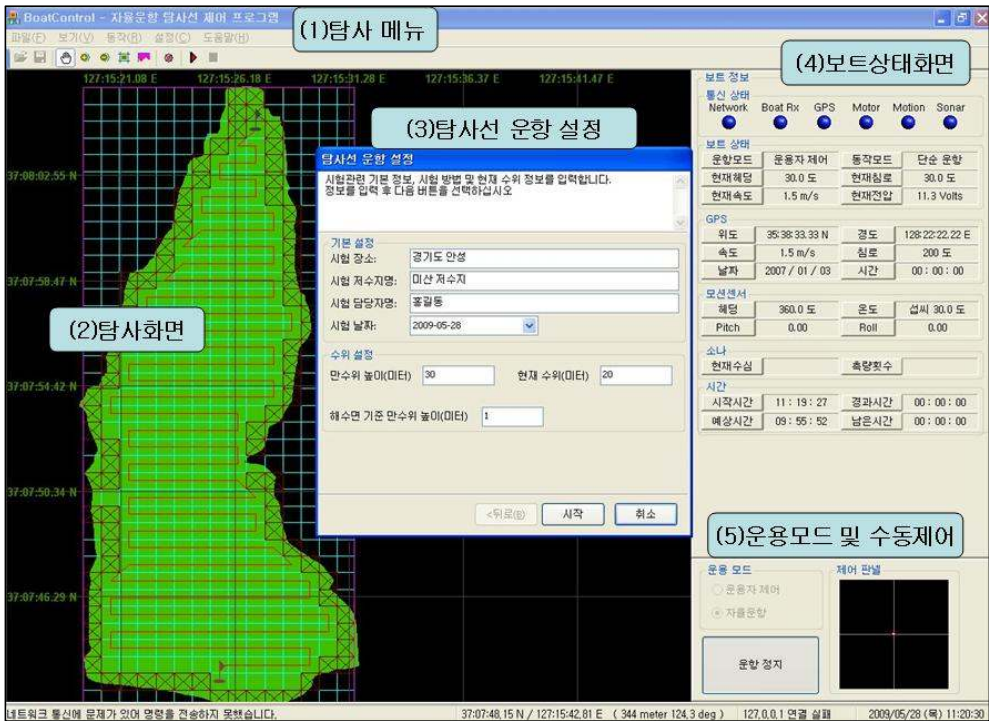 BoatControl - 자율운항 탐사선 제어 프로그램
(1)탐사 메뉴
파일(F) 보기(V) 동작(R) 설정(C) 도움말(H)
(4)보트상태화면
127:15:21.08 E 127:15:26.18 E 127:15:31.28 E 127:15:36.37 E 127:15:41.47 E
37:08:02.55 N
37:07:58.47 N
37:07:54.42 N
37:07:50.34 N
37:07:46.29 N
(2)탐사화면
(3)탐사선 운항 설정
탐사선 운항 설정
시험관련 기본 정보, 시험 방법 및 현재 수위 정보를 입력합니다.
정보를 입력 후 다음 버튼을 선택하십시오
기본 설정
시험 장소: 경기도 안성
시험 저수지명: 미산 저수지
시험 담당자명: 홍길동
시험 날짜: 2009-05-28
수위 설정
만수위 높이(미터) 30 현재 수위(미터) 20
해수면 기준 만수위 높이(미터) 1
<뒤로(B) 시작 취소
보트 정보
통신 상태
Network Boat Rx GPS Motor Motion Sonar
보트 상태
운항모드 운용자 제어 동작모드 단순 운항
현재헤딩 30.0 도 현재침로 30.0 도
현재속도 1.5 m/s 현재전압 11.3 Volts
GPS
위도 35:38:33.33 N 경도 128:22:22.22 E
속도 1.5 m/s 침로 200 도
날짜 2007 / 01 / 03 시간 00 : 00 : 00
모션센서
헤딩 360.0 도 온도 섭씨 30.0 도
Pitch 0.00 Roll 0.00
소나
현재수심 측량횟수
시간
시작시간 11 : 19 : 27 경과시간 00 : 00 : 00
예상시간 09 : 55 : 52 남은시간 00 : 00 : 00
(5)운용모드 및 수동제어
운용 모드 제어 판넬
운용자 제어
자율운항
운항 정지
네트워크 통신에 문제가 있어 명령을 전송하지 못했습니다.
37:07:48.15 N / 127:15:42.81 E ( 344 meter 124.3 deg ) 127.0.0.1 연결 실패 2009/05/28 (목) 11:20:30